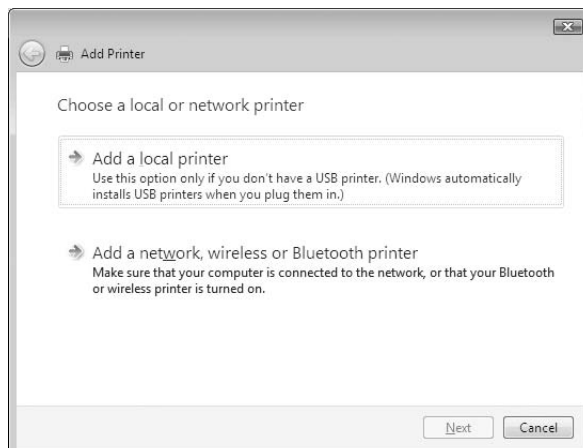 Add Printer
Choose a local or network printer
Add a local printer
Use this option only if you don't have a USB printer. (Windows automatically
installs USB printers when you plug them in.)
Add a network, wireless or Bluetooth printer
Make sure that your computer is connected to the network, or that your Bluetooth
or wireless printer is turned on.
Next Cancel